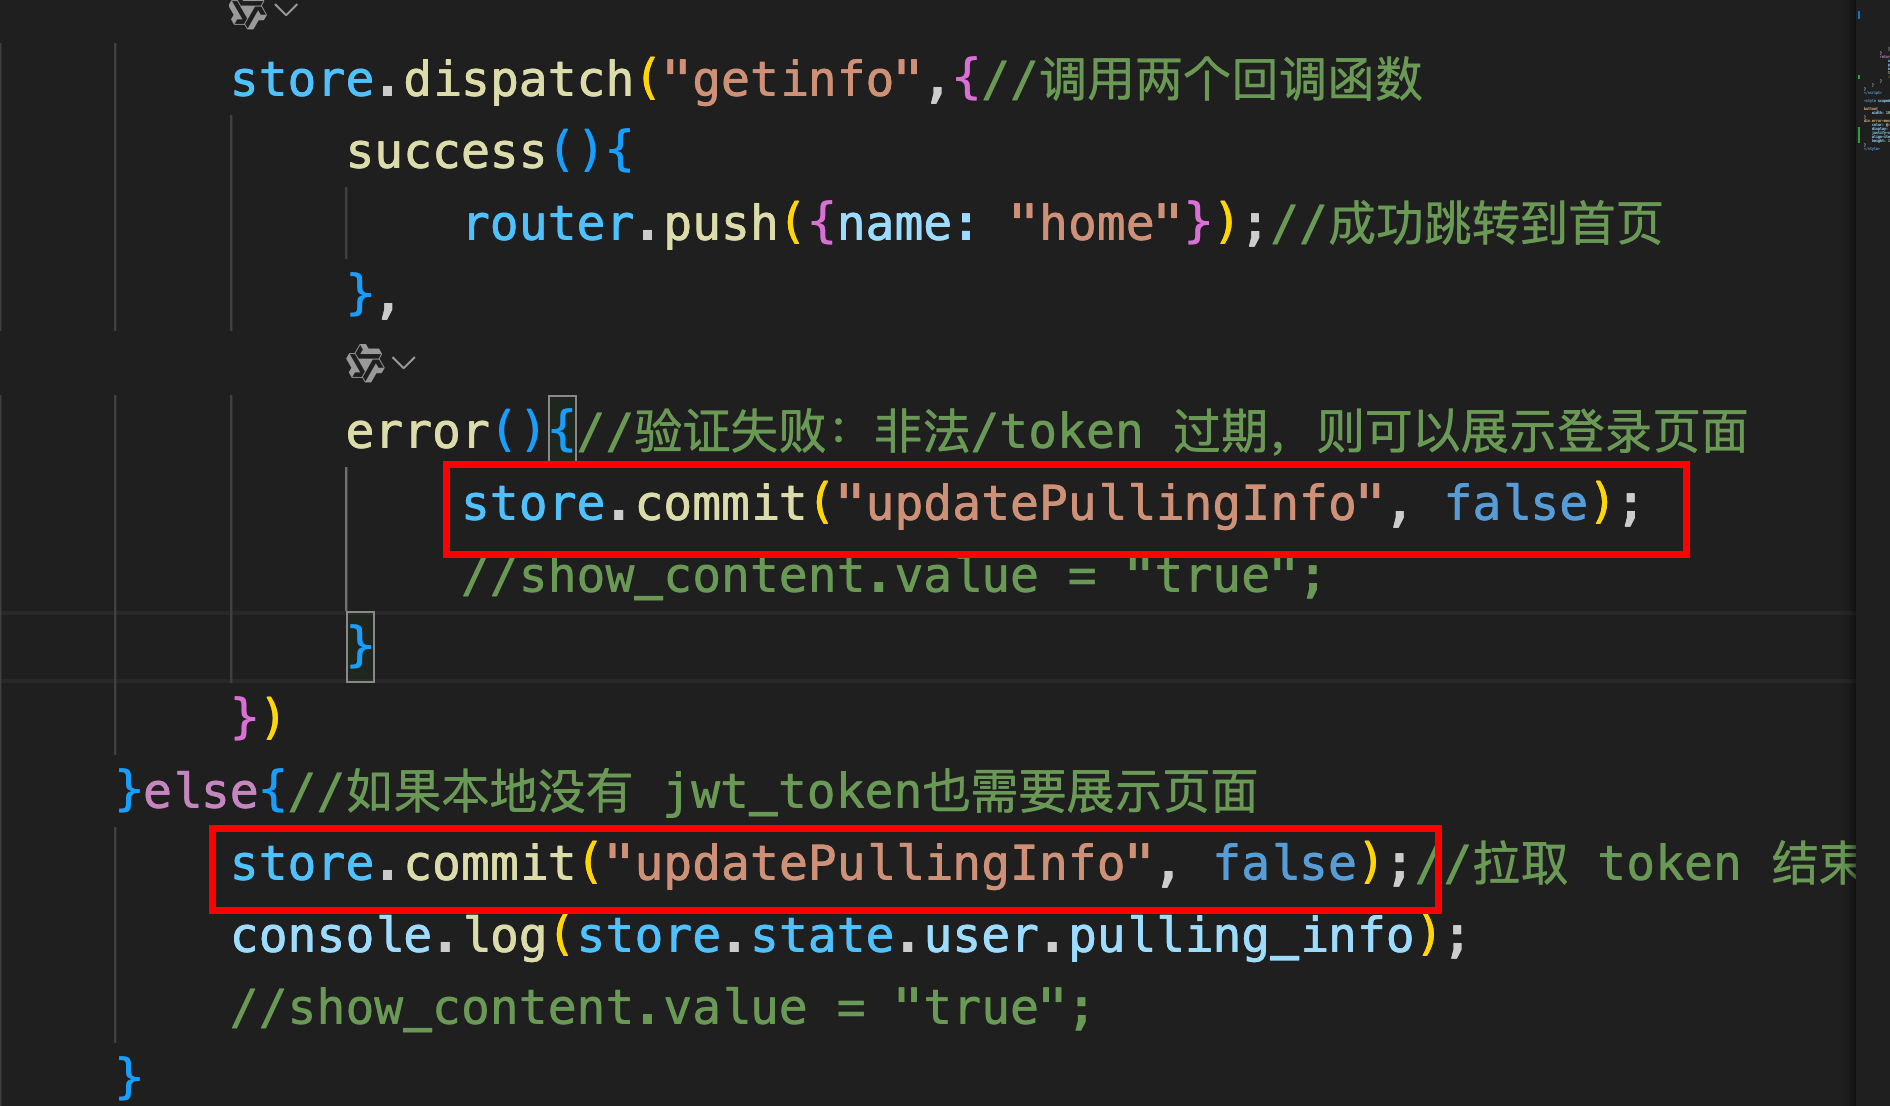 store.dispatch("getinfo",{//调用两个回调函数
success(){
router.push({name: "home"});//成功跳转到首页
},
error(){//验证失败：非法/token 过期，则可以展示登录页面
store.commit("updatePullingInfo", false);
//show_content.value = "true";
}
})
}else{//如果本地没有 jwt_token也需要展示页面
store.commit("updatePullingInfo", false);//拉取 token 结束
console.log(store.state.user.pulling_info);
//show_content.value = "true";
}